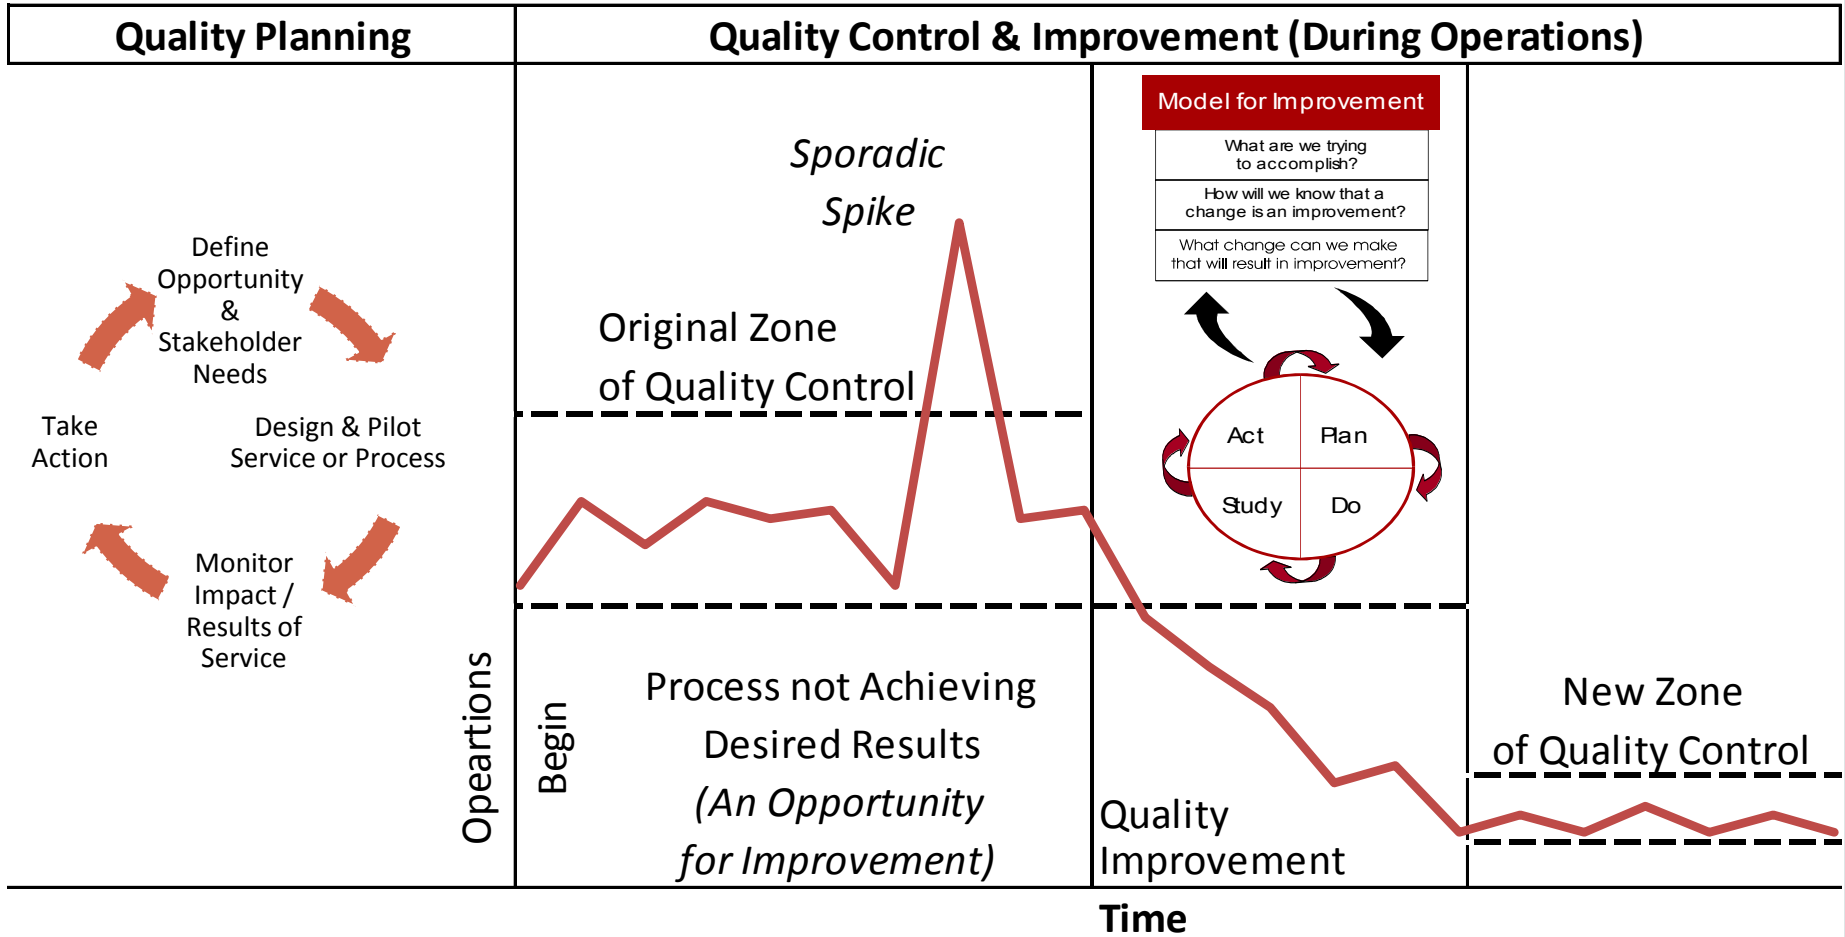 Quality Planning
Quality Control & Improvement (During Operations)
Define
Opportunity
&
Stakeholder
Needs
Design & Pilot
Service or Process
Monitor
Impact /
Results of
Service
Take
Action
Opeartions
Begin
Sporadic
Spike
Original Zone
of Quality Control
Process not Achieving
Desired Results
(An Opportunity
for Improvement)
Model for Improvement
What are we trying
to accomplish?
How will we know that a
change is an improvement?
What change can we make
that will result in improvement?
Act
Plan
Study
Do
Quality
Improvement
New Zone
of Quality Control
Time